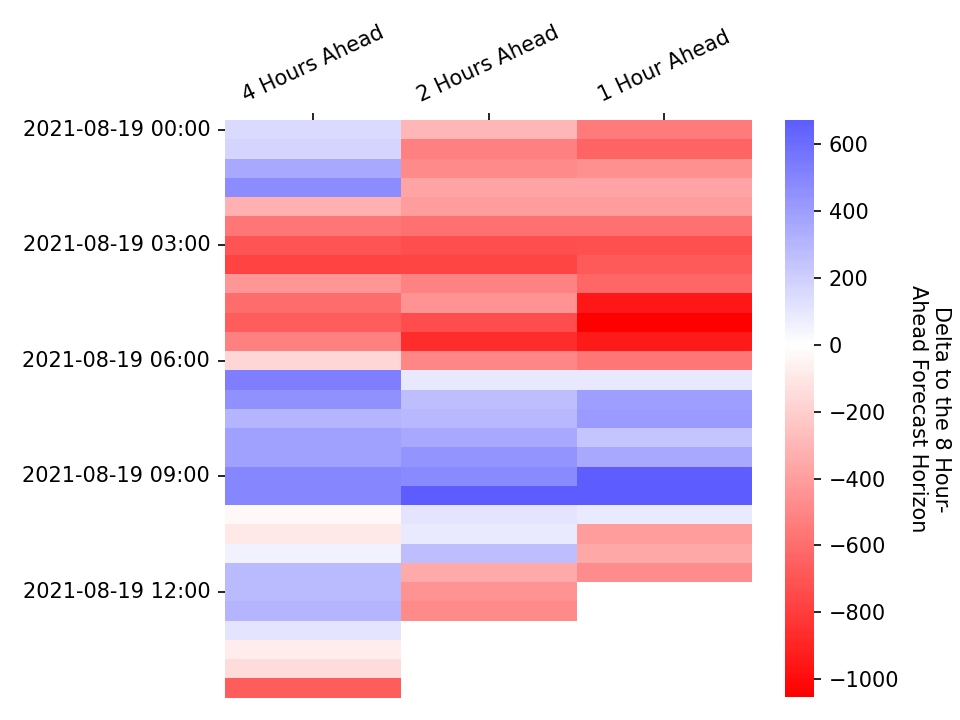 4 Hours Ahead
2 Hours Ahead
1 Hour Ahead
2021-08-19 00:00
2021-08-19 03:00
2021-08-19 06:00
2021-08-19 09:00
2021-08-19 12:00
600
400
200
0
−200
−400
−600
−800
−1000
Delta to the 8 Hour-
Ahead Forecast Horizon